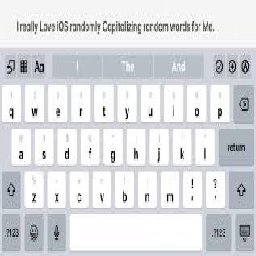 I really Love iOS randomly Capitalizing random words for Me.
Aa I The And
q w e r t y u i o p
a s d f g h j k l return
z x c v b n m ! , ? .
.?123 .?123